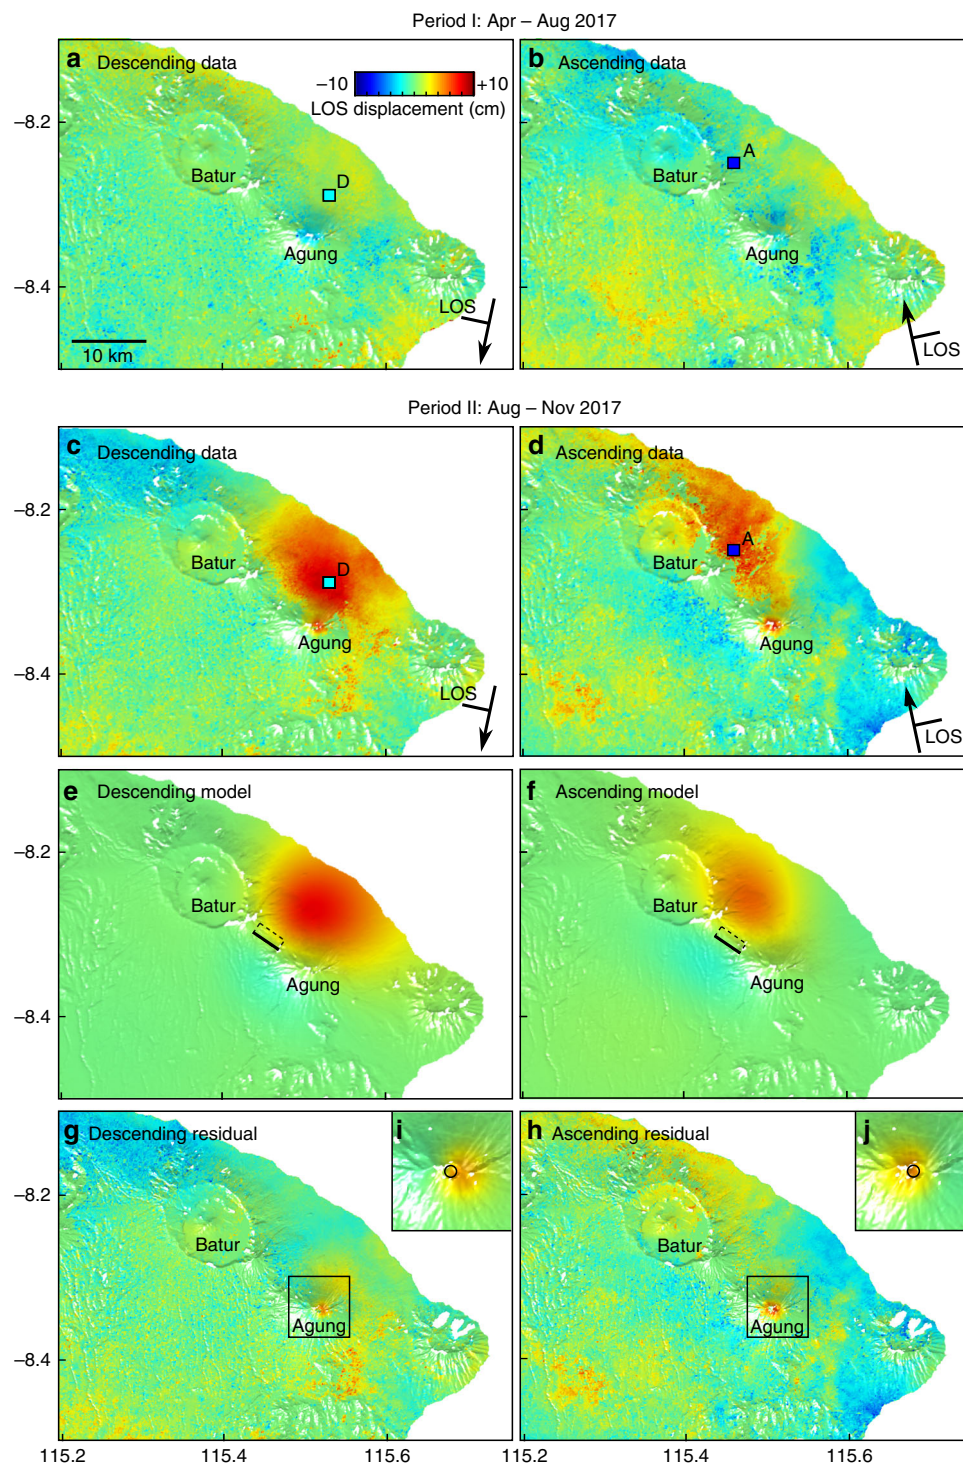 Period I: Apr – Aug 2017
a Descending data
−10 +10
LOS displacement (cm)
−8.2
Batur
D
Agung
−8.4
LOS
10 km
b Ascending data
A
Batur
Agung
LOS
Period II: Aug – Nov 2017
c Descending data
−8.2
Batur
D
Agung
−8.4
LOS
d Ascending data
A
Batur
Agung
LOS
e Descending model
−8.2
Batur
Agung
−8.4
f Ascending model
Batur
Agung
g Descending residual
i
−8.2
Batur
Agung
−8.4
115.2 115.4 115.6
h Ascending residual
j
Batur
Agung
115.2 115.4 115.6